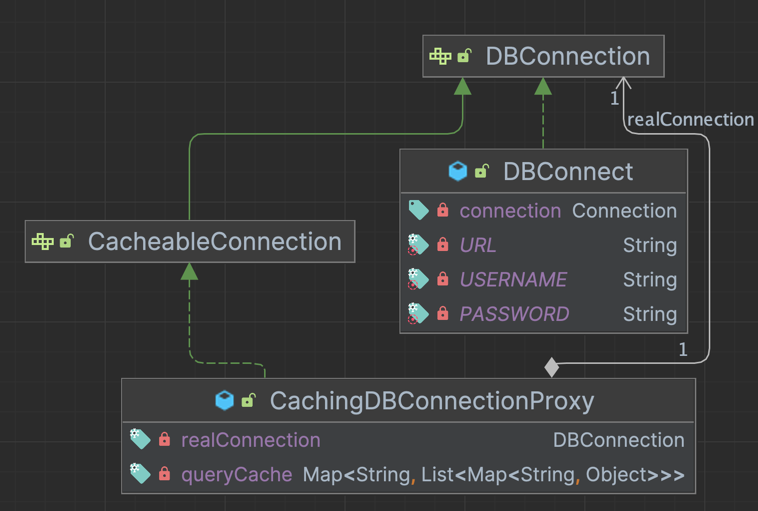 DBConnection
1
realConnection
DBConnect
connection Connection
URL String
USERNAME String
PASSWORD String
CacheableConnection
1
CachingDBConnectionProxy
realConnection DBConnection
queryCache Map<String, List<Map<String, Object>>>